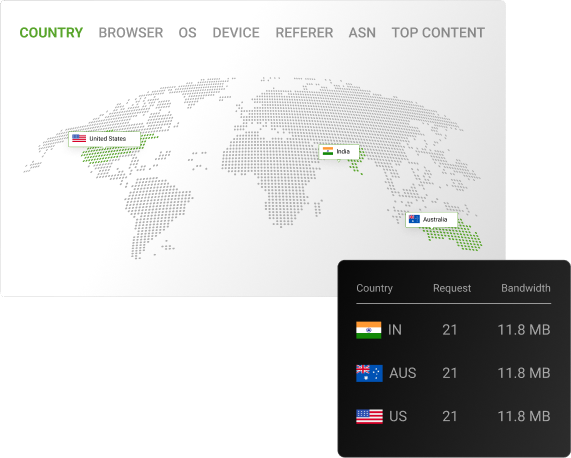 COUNTRY BROWSER OS DEVICE REFERER ASN TOP CONTENT
United States
India
Australia
Country Request Bandwidth
IN 21 11.8 MB
AUS 21 11.8 MB
US 21 11.8 MB